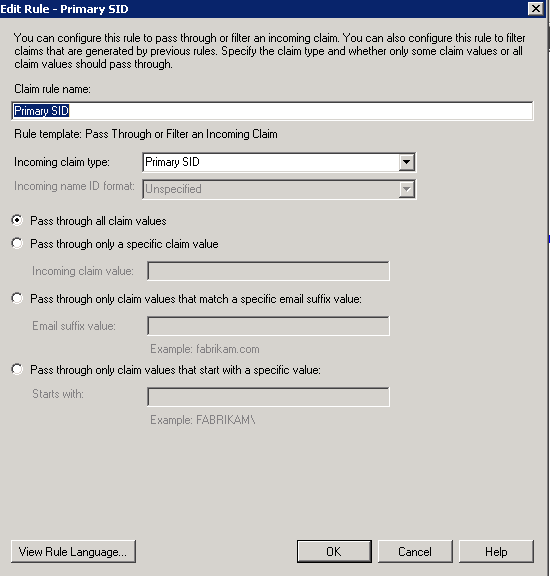 Edit Rule - Primary SID
You can configure this rule to pass through or filter an incoming claim. You can also configure this rule to filter
claims that are generated by previous rules. Specify the claim type and whether only some claim values or all
claim values should pass through.
Claim rule name:
Primary SID
Rule template: Pass Through or Filter an Incoming Claim
Incoming claim type: Primary SID
Incoming name ID format: Unspecified
Pass through all claim values
Pass through only a specific claim value
Incoming claim value:
Pass through only claim values that match a specific email suffix value:
Email suffix value:
Example: fabrikam.com
Pass through only claim values that start with a specific value:
Starts with:
Example: FABRIKAM\
View Rule Language... OK Cancel Help